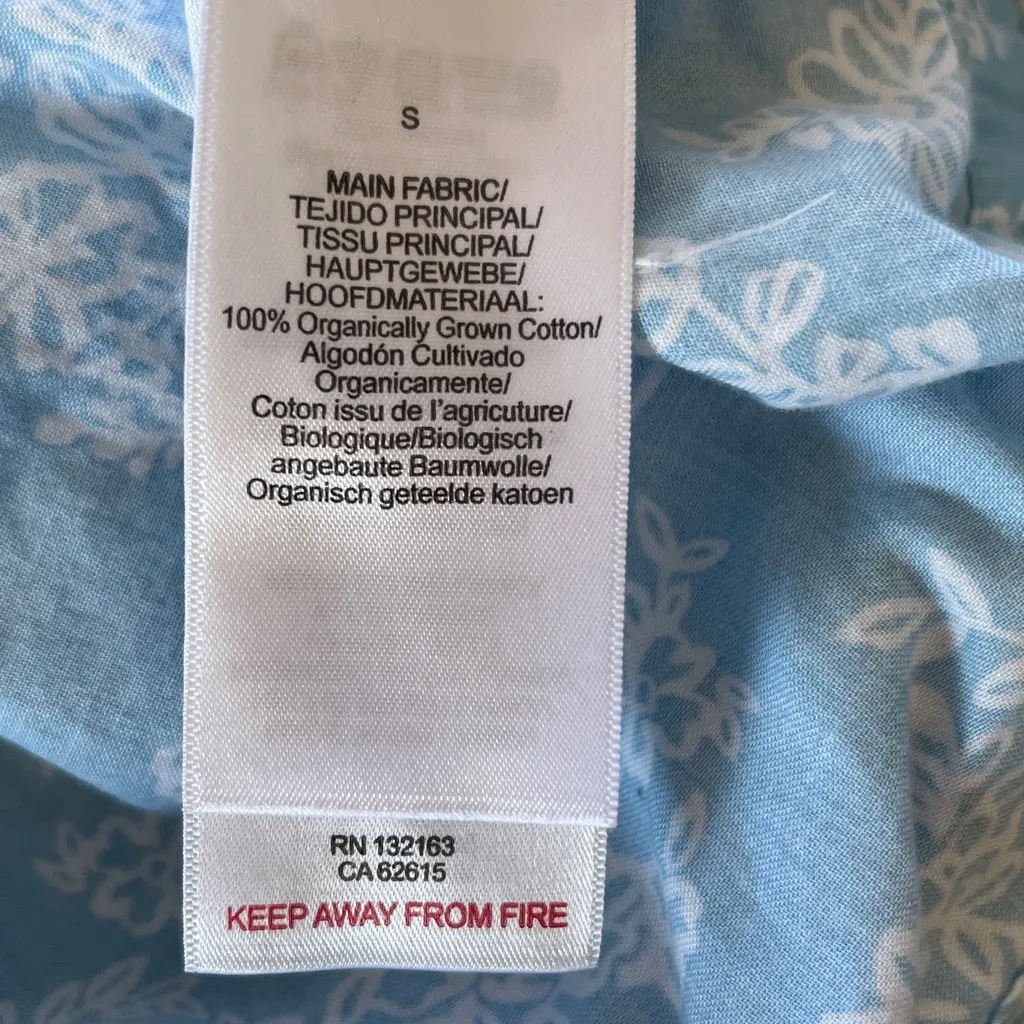 S
MAIN FABRIC/
TEJIDO PRINCIPAL/
TISSU PRINCIPAL/
HAUPTGEWEBE/
HOOFDMATERIAAL:
100% Organically Grown Cotton/
Algodón Cultivado
Organicamente/
Coton issu de l'agricuture/
Biologique/Biologisch
angebaute Baumwolle/
Organisch geteelde katoen
RN 132163
CA 62615
KEEP AWAY FROM FIRE